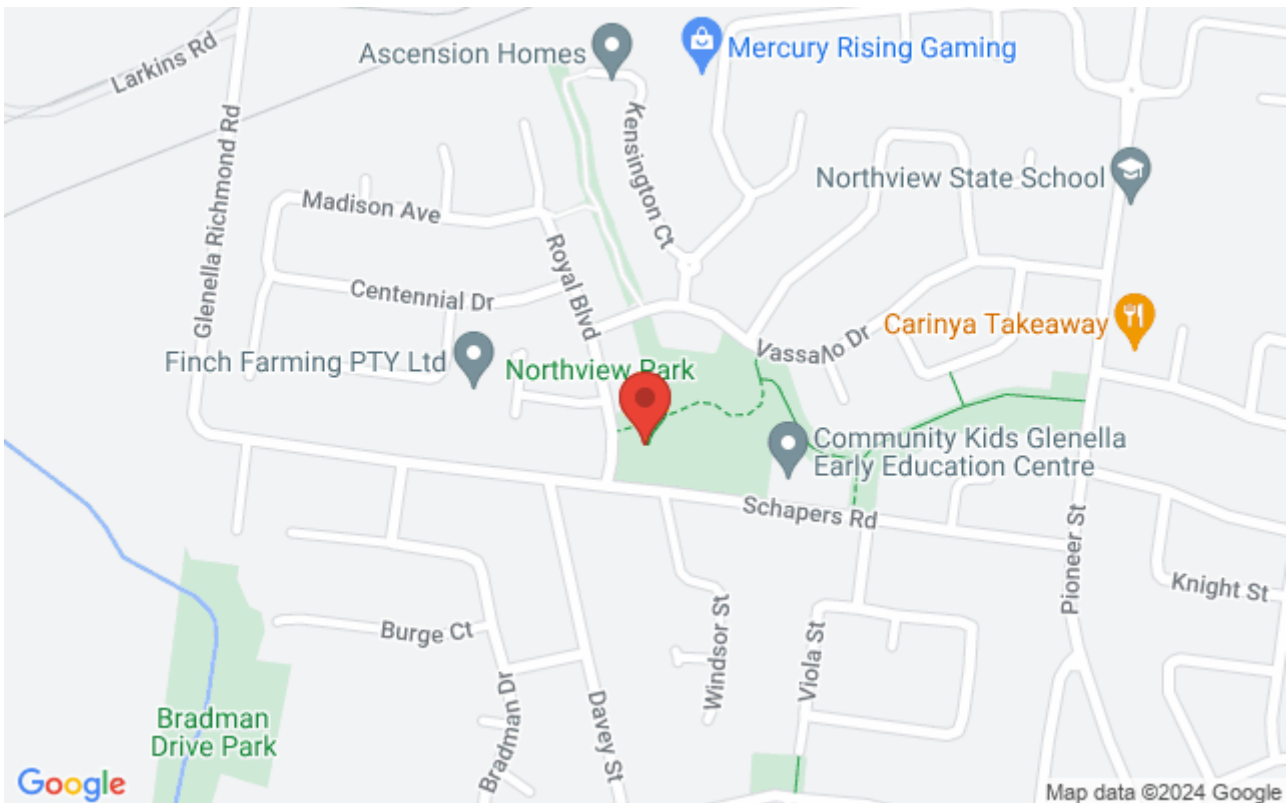 Larkins Rd
Ascension Homes
Mercury Rising Gaming
Glenella Richmond Rd
Kensington Ct
Northview State School
Madison Ave
Royal Blvd
Centennial Dr
Vassallo Dr
Carinya Takeaway
Finch Farming PTY Ltd
Northview Park
Community Kids Glenella
Early Education Centre
Schapers Rd
Pioneer St
Knight St
Burge Ct
Windsor St
Viola St
Bradman Dr
Davey St
Bradman
Drive Park
Google
Map data ©2024 Google